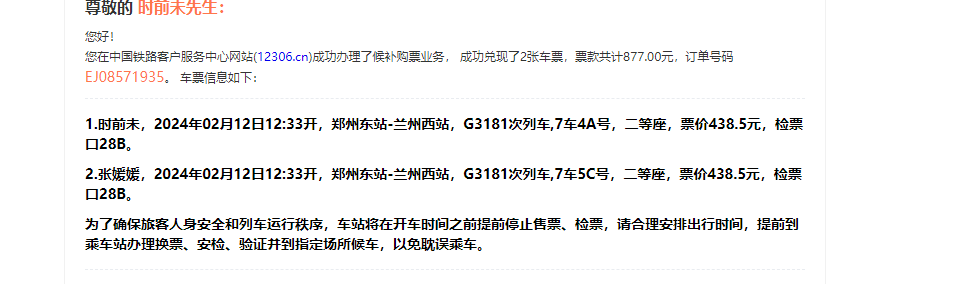 尊敬的 时前未先生：
您好！
您在中国铁路客户服务中心网站(12306.cn)成功办理了候补购票业务， 成功兑现了2张车票，票款共计877.00元，订单号码
EJ08571935。 车票信息如下：
1.时前未，2024年02月12日12:33开，郑州东站-兰州西站，G3181次列车,7车4A号，二等座，票价438.5元，检票
口28B。
2.张媛媛，2024年02月12日12:33开，郑州东站-兰州西站，G3181次列车,7车5C号，二等座，票价438.5元，检票
口28B。
为了确保旅客人身安全和列车运行秩序，车站将在开车时间之前提前停止售票、检票，请合理安排出行时间，提前到
乘车站办理换票、安检、验证并到指定场所候车，以免耽误乘车。